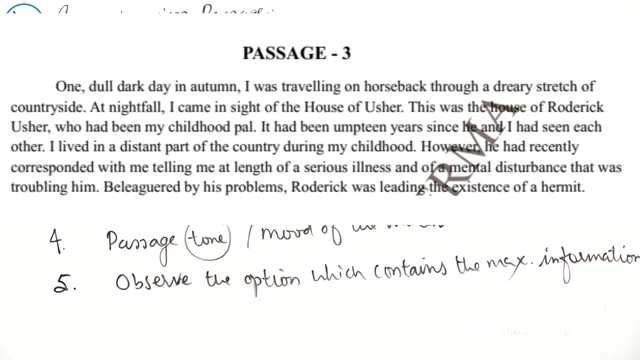 PASSAGE - 3
One, dull dark day in autumn, I was travelling on horseback through a dreary stretch of
countryside. At nightfall, I came in sight of the House of Usher. This was the house of Roderick
Usher, who had been my childhood pal. It had been umpteen years since he and I had seen each
other. I lived in a distant part of the country during my childhood. However, he had recently
corresponded with me telling me at length of a serious illness and of a mental disturbance that was
troubling him. Beleaguered by his problems, Roderick was leading the existence of a hermit.
RMA
4. Passage (tone) / mood of
5. Observe the option which contains the max. information